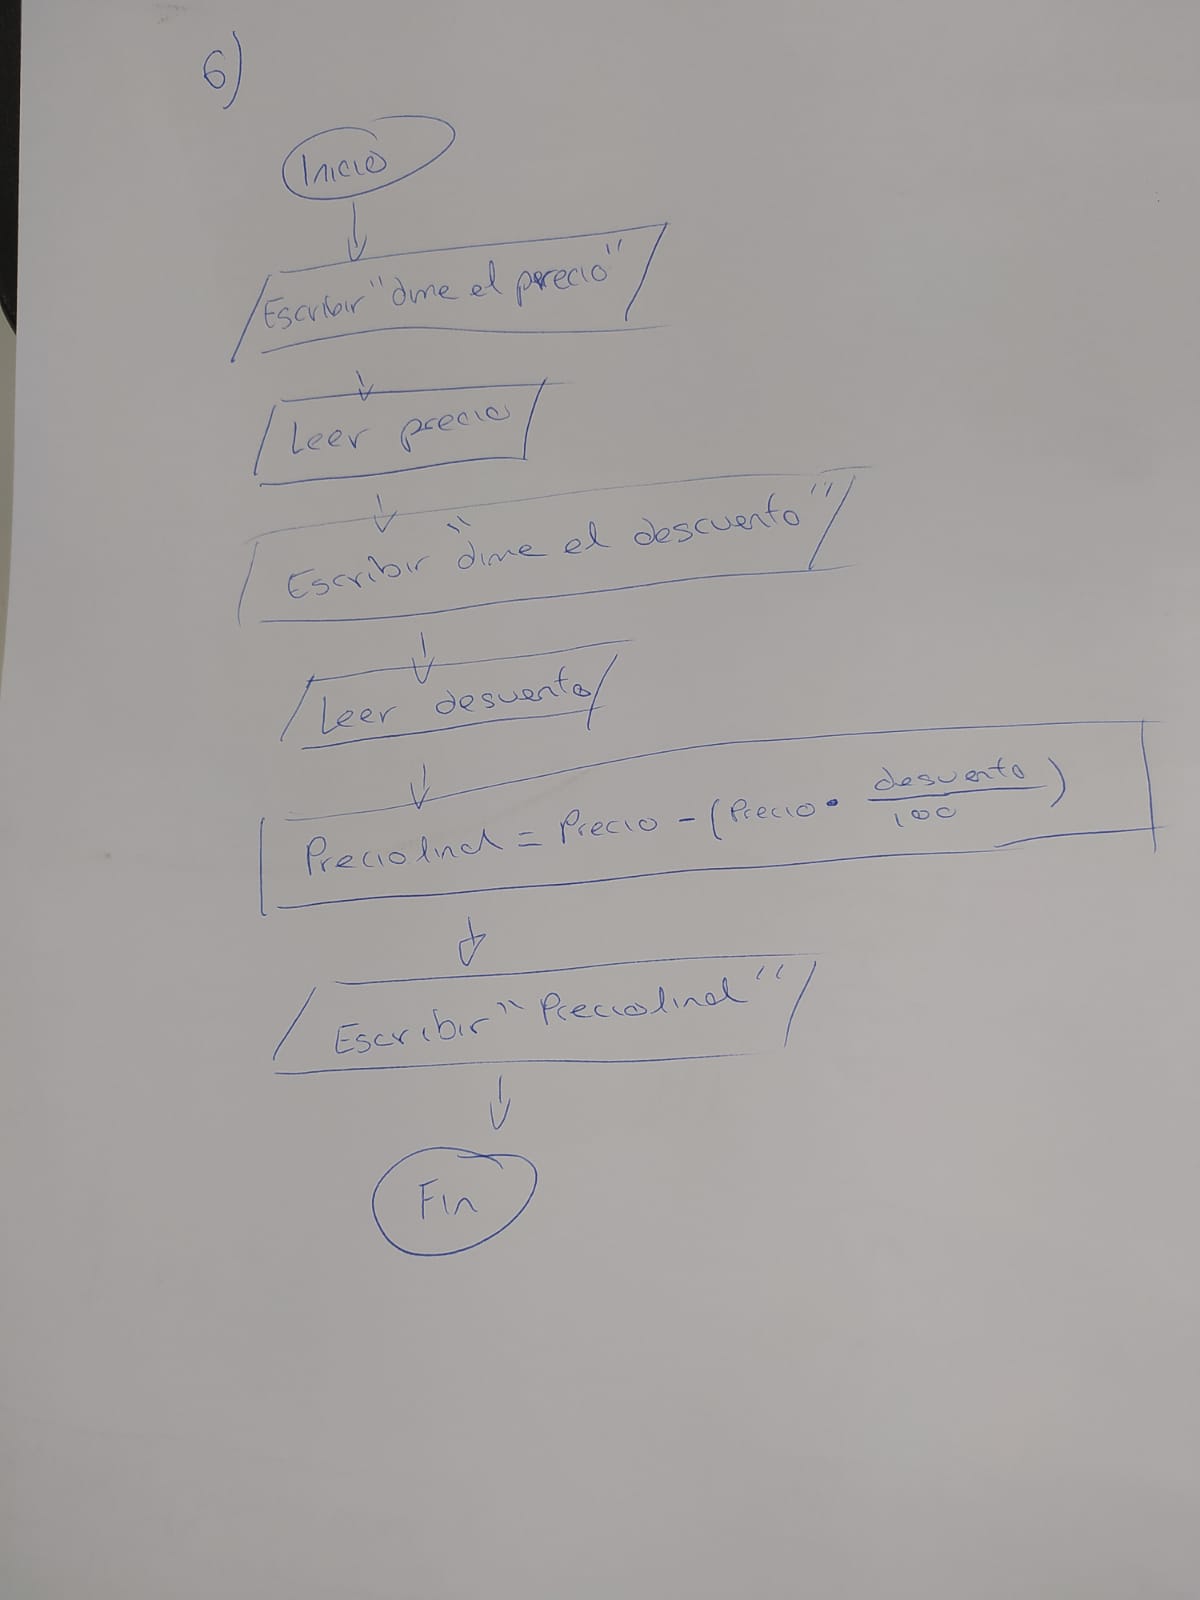 6)
Inicio
Escribir "dime el precio"
Leer precio
Escribir "dime el descuento"
Leer desuento
Preciofinal = Precio - (Precio · desuento/100)
Escribir "Preciofinal"
Fin